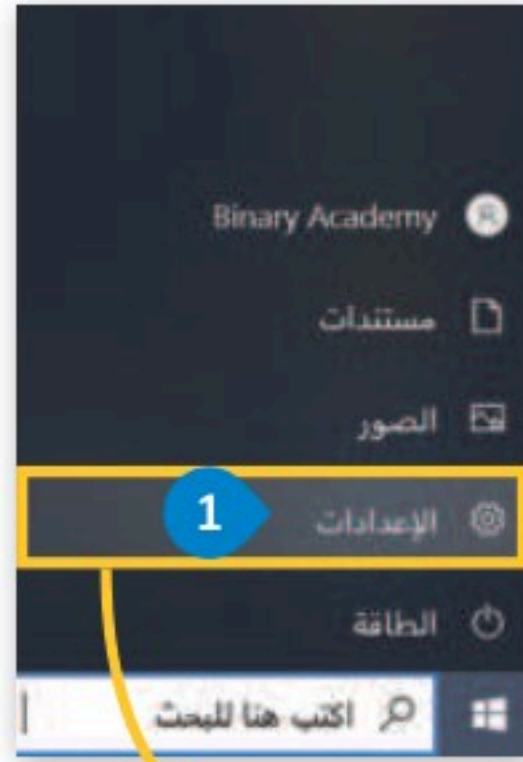 Binary Academy
مستندات
الصور
الإعدادات
1
الطاقة
اكتب هنا للبحث